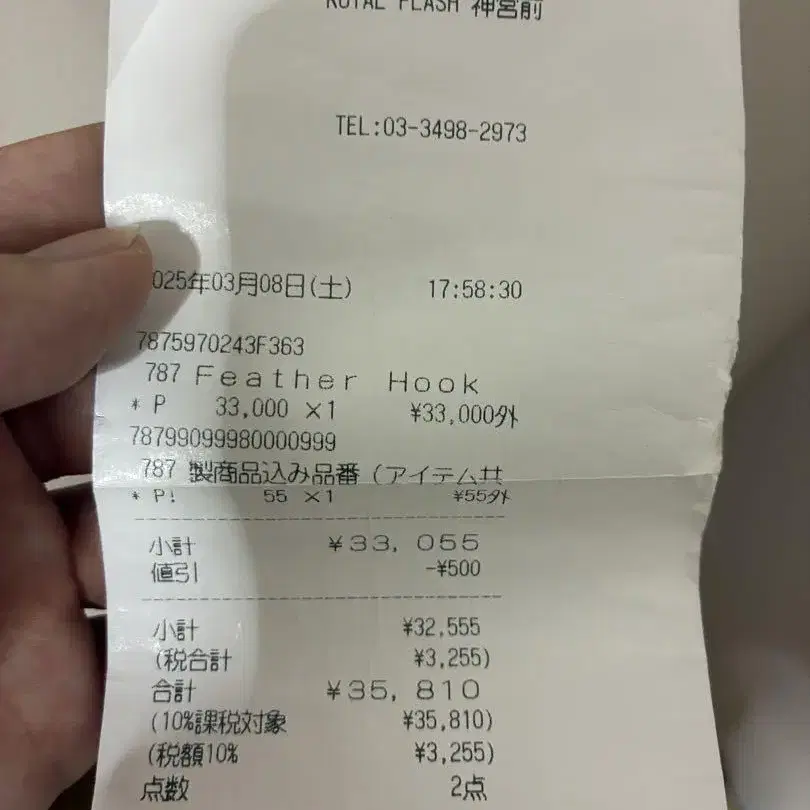 ROYAL FLASH 神宮前
TEL:03-3498-2973
025年03月08日(土) 17:58:30
7875970243F363
787 Feather Hook
* P 33,000 ×1 ¥33,000外
78799099980000999
787 製商品込み品番(アイテム共
* P! 55 ×1 ¥55外
小計 ¥33,055
値引 -¥500
小計 ¥32,555
(税合計 ¥3,255)
合計 ¥35,810
(10%課税対象 ¥35,810)
(税額10% ¥3,255)
点数 2点